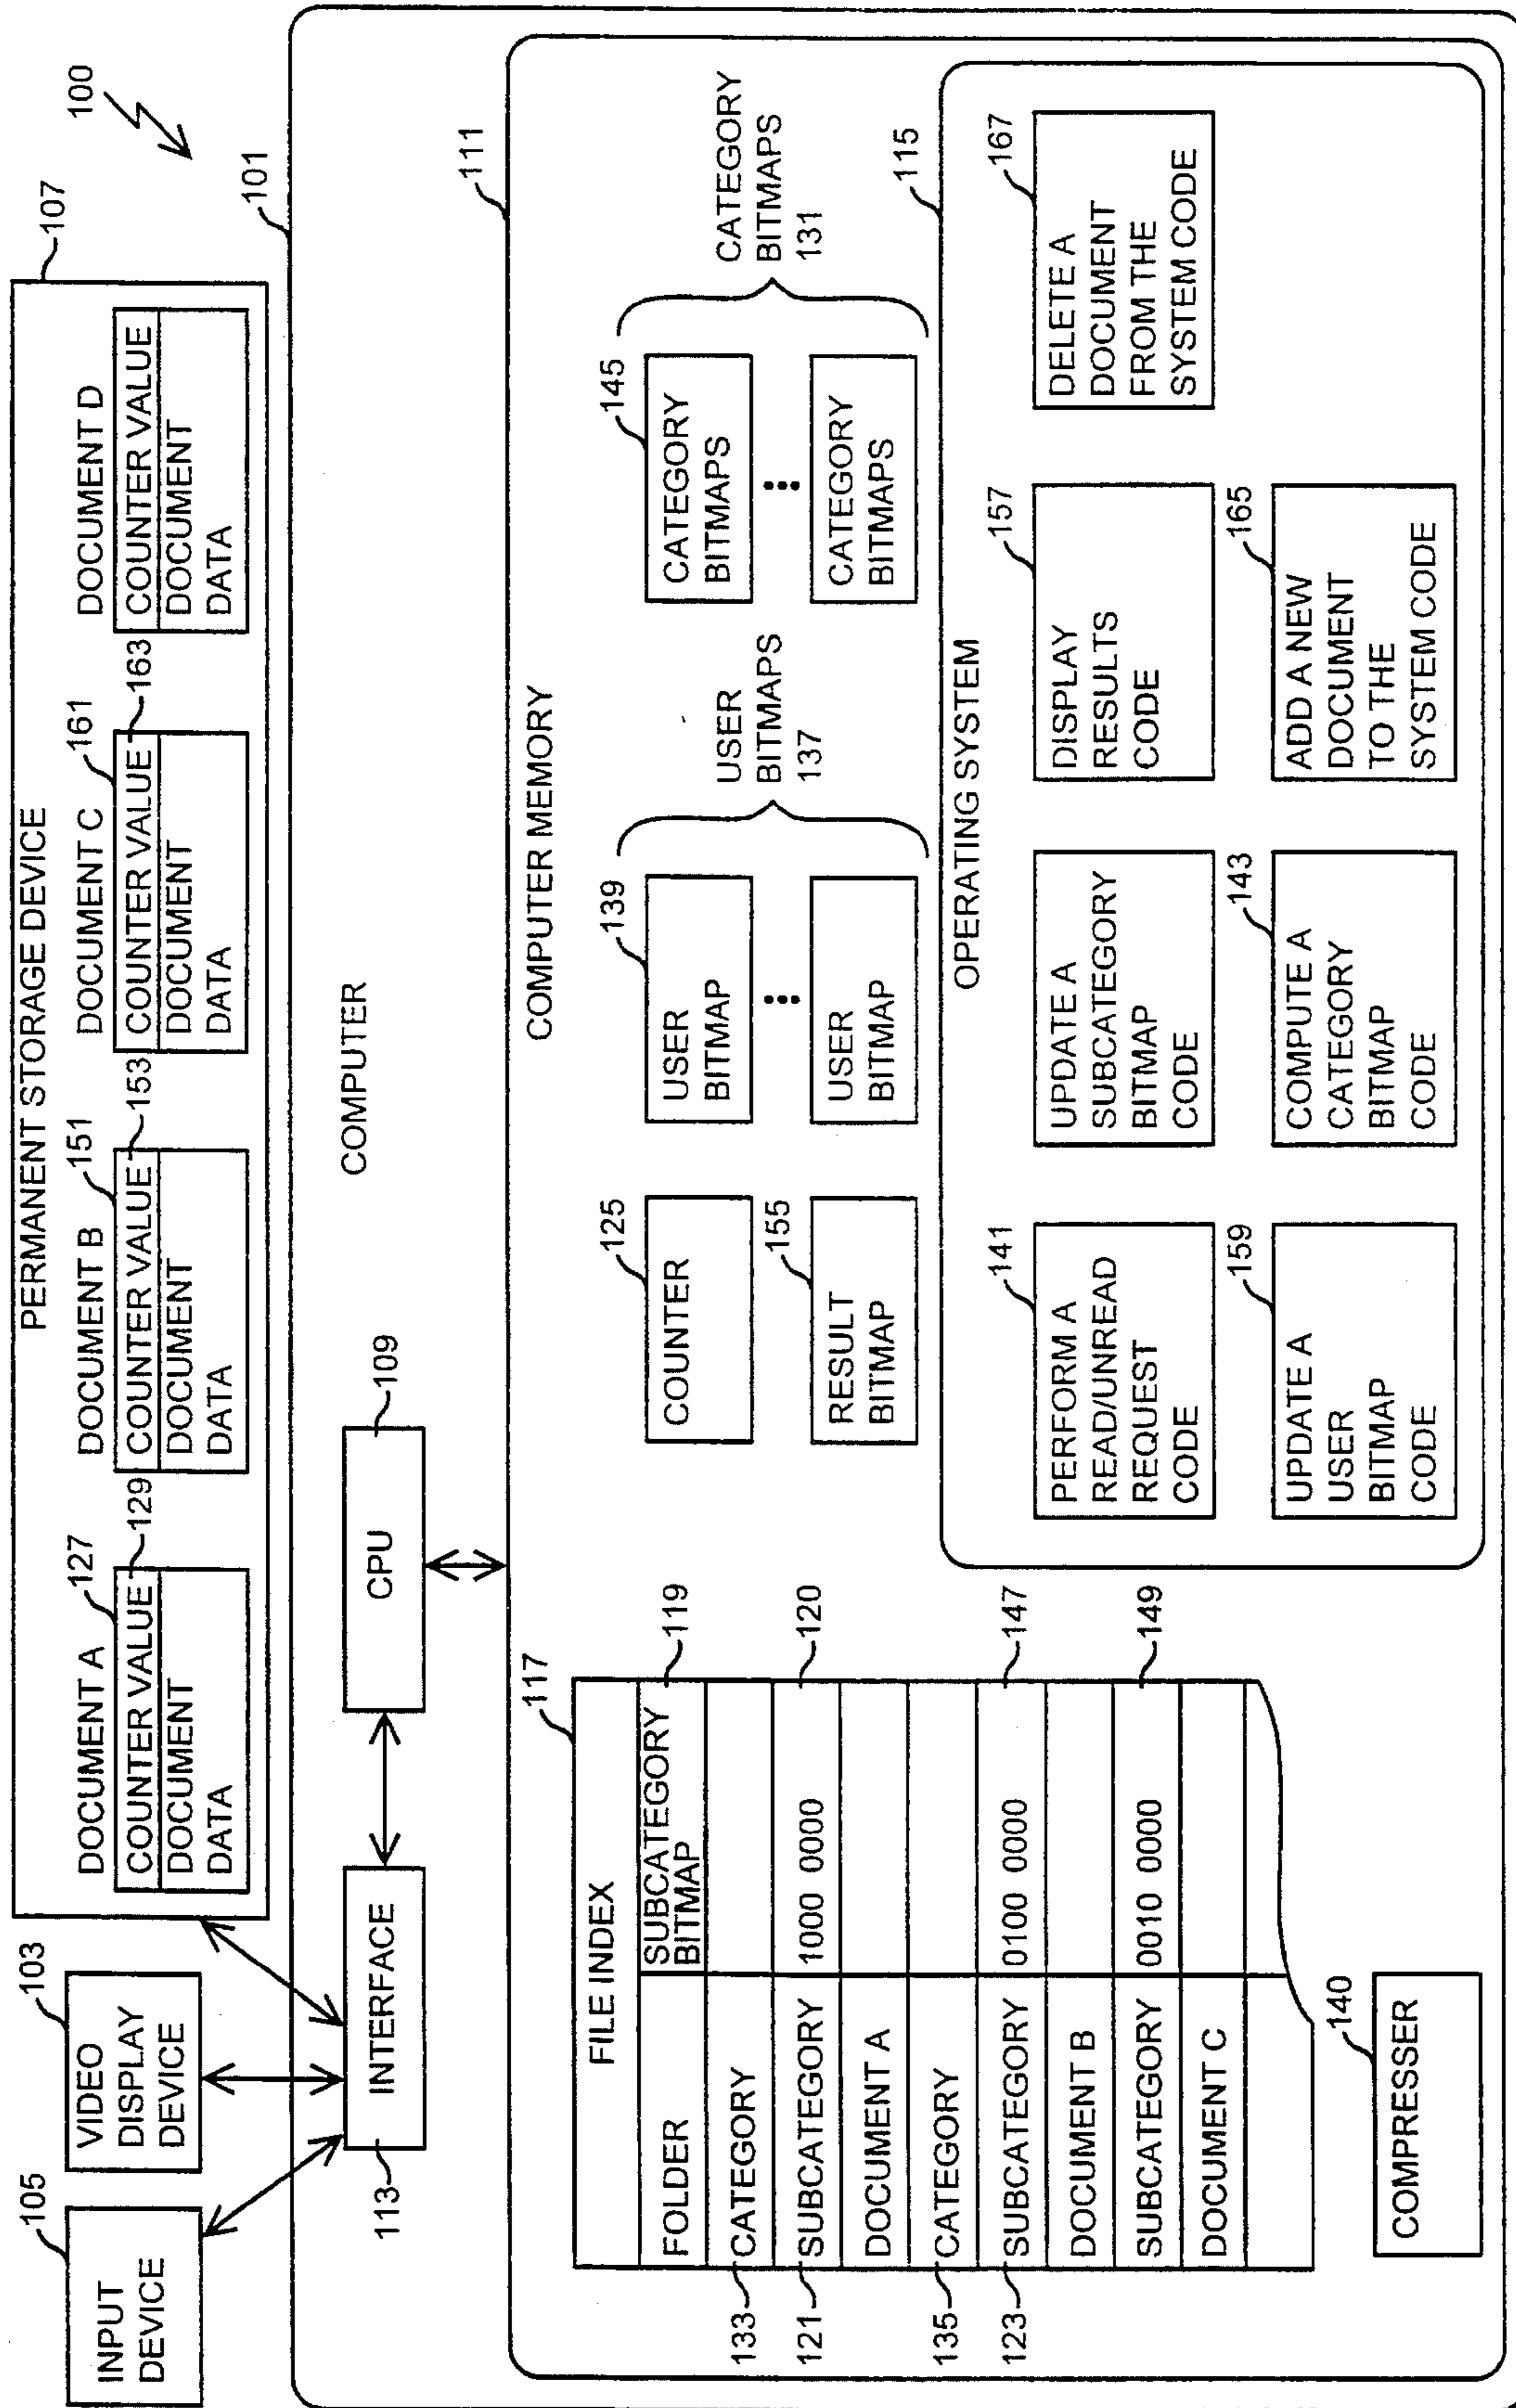 100
PERMANENT STORAGE DEVICE
107
DOCUMENT A
127
COUNTER VALUE
129
DOCUMENT
DATA
DOCUMENT B
151
COUNTER VALUE
153
DOCUMENT
DATA
DOCUMENT C
161
COUNTER VALUE
163
DOCUMENT
DATA
DOCUMENT D
COUNTER VALUE
DOCUMENT
DATA
105
INPUT
DEVICE
103
VIDEO
DISPLAY
DEVICE
101
COMPUTER
113
INTERFACE
CPU
109
111
COMPUTER MEMORY
117
FILE INDEX
FOLDER
SUBCATEGORY
BITMAP
119
133
CATEGORY
121
SUBCATEGORY
1000 0000
120
DOCUMENT A
135
CATEGORY
123
SUBCATEGORY
0100 0000
147
DOCUMENT B
SUBCATEGORY
0010 0000
149
DOCUMENT C
140
COMPRESSER
125
COUNTER
155
RESULT
BITMAP
139
USER
BITMAP
USER
BITMAP
USER
BITMAPS
137
145
CATEGORY
BITMAPS
CATEGORY
BITMAPS
CATEGORY
BITMAPS
131
115
OPERATING SYSTEM
141
PERFORM A
READ/UNREAD
REQUEST
CODE
UPDATE A
SUBCATEGORY
BITMAP
CODE
157
DISPLAY
RESULTS
CODE
167
DELETE A
DOCUMENT
FROM THE
SYSTEM CODE
159
UPDATE A
USER
BITMAP
CODE
143
COMPUTE A
CATEGORY
BITMAP
CODE
165
ADD A NEW
DOCUMENT
TO THE
SYSTEM CODE